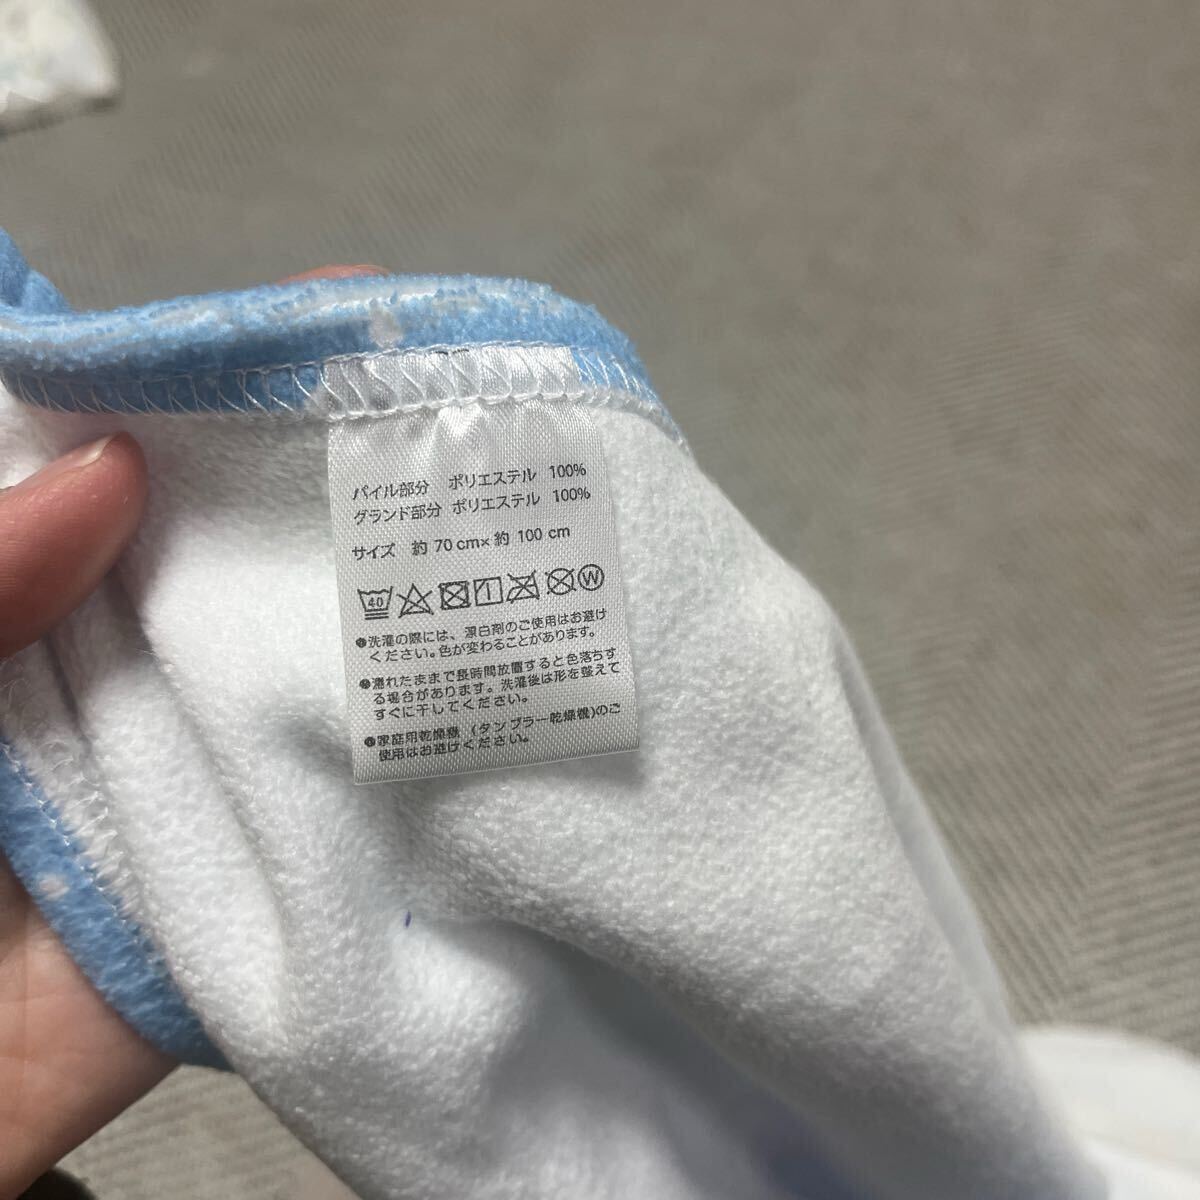 パイル部分 ポリエステル 100%
グランド部分 ポリエステル 100%
サイズ 約 70 cm× 約 100 cm
40 W
●洗濯の際には、漂白剤のご使用はお避け
ください。色が変わることがあります。
●濡れたままで長時間放置すると色落ちす
る場合があります。洗濯後は形を整えて
すぐに干してください。
●家庭用乾燥機（タンブラー乾燥機)のご
使用はお避けください。